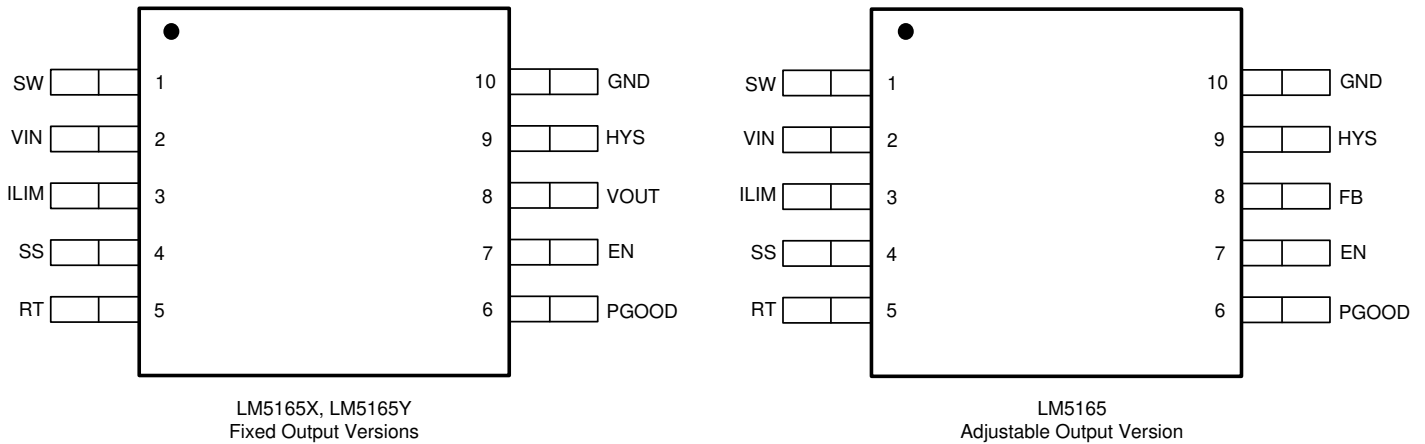 SW 1 10 GND
VIN 2 9 HYS
ILIM 3 8 VOUT
SS 4 7 EN
RT 5 6 PGOOD
LM5165X, LM5165Y
Fixed Output Versions
SW 1 10 GND
VIN 2 9 HYS
ILIM 3 8 FB
SS 4 7 EN
RT 5 6 PGOOD
LM5165
Adjustable Output Version